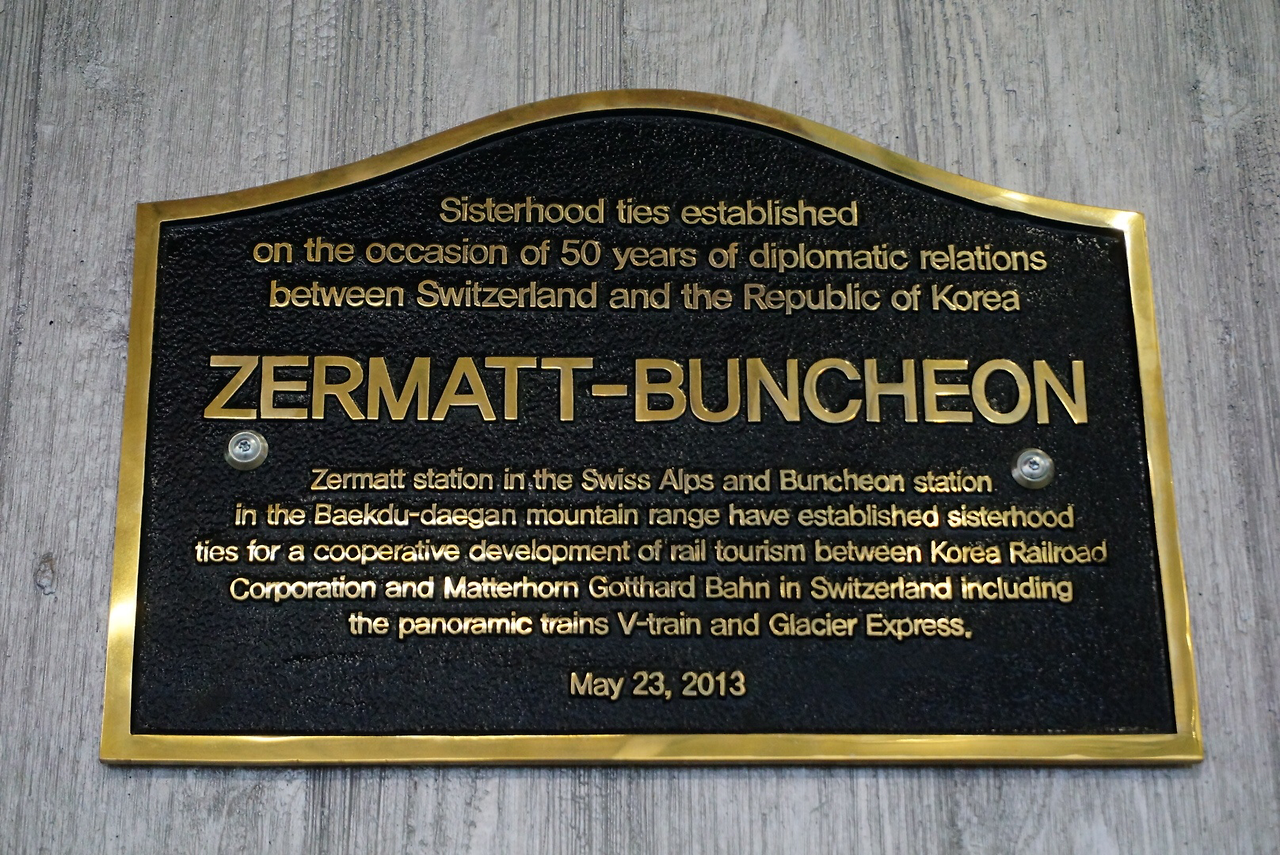 Sisterhood ties established
on the occasion of 50 years of diplomatic relations
between Switzerland and the Republic of Korea
ZERMATT-BUNCHEON
Zermatt station in the Swiss Alps and Buncheon station
in the Baekdu-daegan mountain range have established sisterhood
ties for a cooperative development of rail tourism between Korea Railroad
Corporation and Matterhorn Gotthard Bahn in Switzerland including
the panoramic trains V-train and Glacier Express.
May 23, 2013